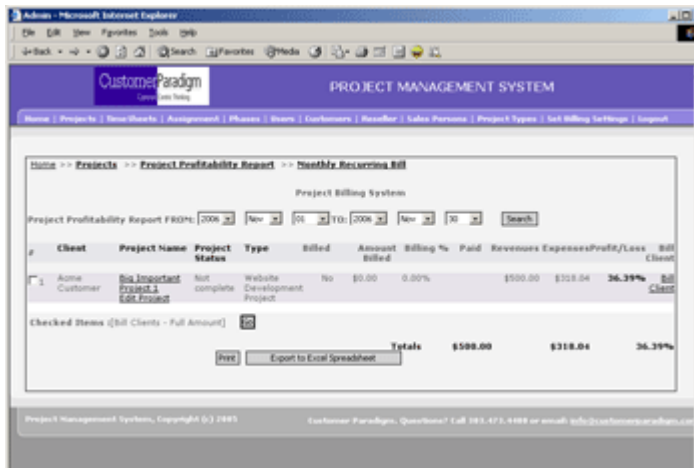 Admin - Microsoft Internet Explorer
File Edit View Favorites Tools Help
Back Search Favorites Media
CustomerParadigm
PROJECT MANAGEMENT SYSTEM
Home | Projects | TimeSheets | Assignment | Phases | Users | Customers | Reseller | Sales Persons | Project Types | Set Billing Settings | Logout
Home >> Projects >> Project Profitability Report >> Monthly Recurring Bill
Project Billing System
Project Profitability Report FROM: 2006 Nov 01 TO: 2006 Nov 30 Search
# Client Project Name Project Status Type Billed Amount Billed Billing % Paid Revenues Expenses Profit/Loss Bill Client
1 Acme Customer Big Important Project 1 Edit Project Not complete Website Development Project No $0.00 0.00% $500.00 $318.04 36.39% Bill Client
Checked Items :[Bill Clients - Full Amount] Go
Totals $500.00 $318.04 36.39%
Print Export to Excel Spreadsheet
Project Management System, Copyright (c) 2005 Customer Paradigm, Questions? Call 303.473.4400 or email: info@customerparadigm.com